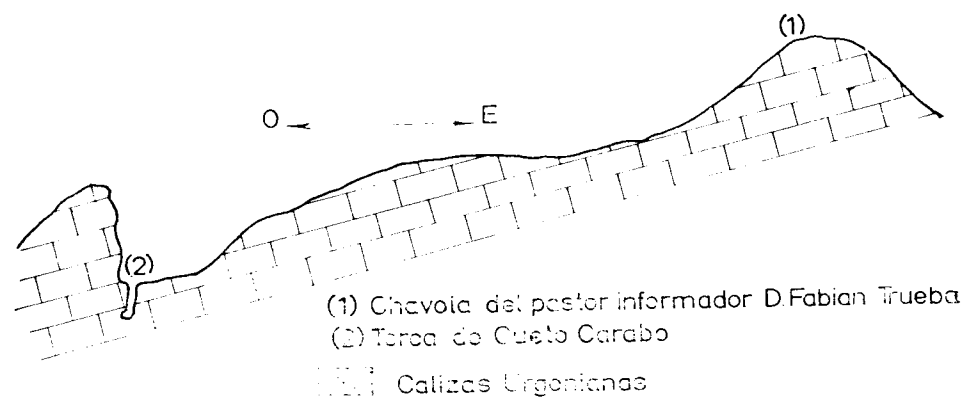 (1)
O E
(2)
(1) Chavola del pastor informador D. Fabian Trueba
(2) Torca de Cueto Carabo
Calizas Urgonianas